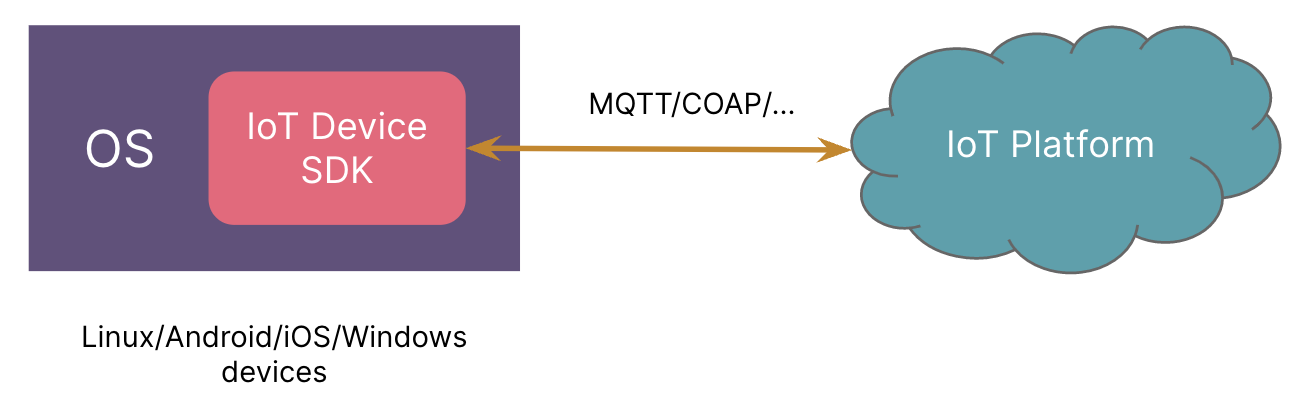 OS
IoT Device
SDK
MQTT/COAP/...
IoT Platform
Linux/Android/iOS/Windows
devices